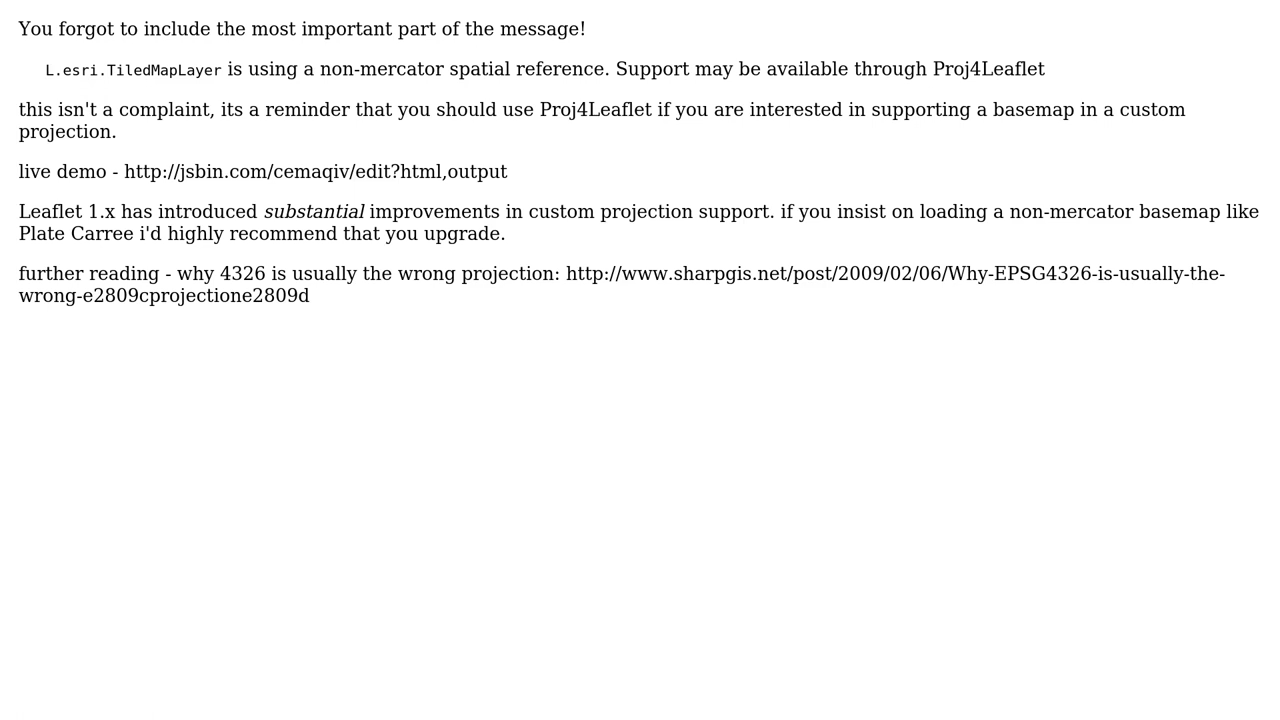 You forgot to include the most important part of the message!
L.esri.TiledMapLayer is using a non-mercator spatial reference. Support may be available through Proj4Leaflet
this isn't a complaint, its a reminder that you should use Proj4Leaflet if you are interested in supporting a basemap in a custom
projection.
live demo - http://jsbin.com/cemaqiv/edit?html,output
Leaflet 1.x has introduced substantial improvements in custom projection support. if you insist on loading a non-mercator basemap like
Plate Carree i'd highly recommend that you upgrade.
further reading - why 4326 is usually the wrong projection: http://www.sharpgis.net/post/2009/02/06/Why-EPSG4326-is-usually-the-
wrong-e2809cprojectione2809d